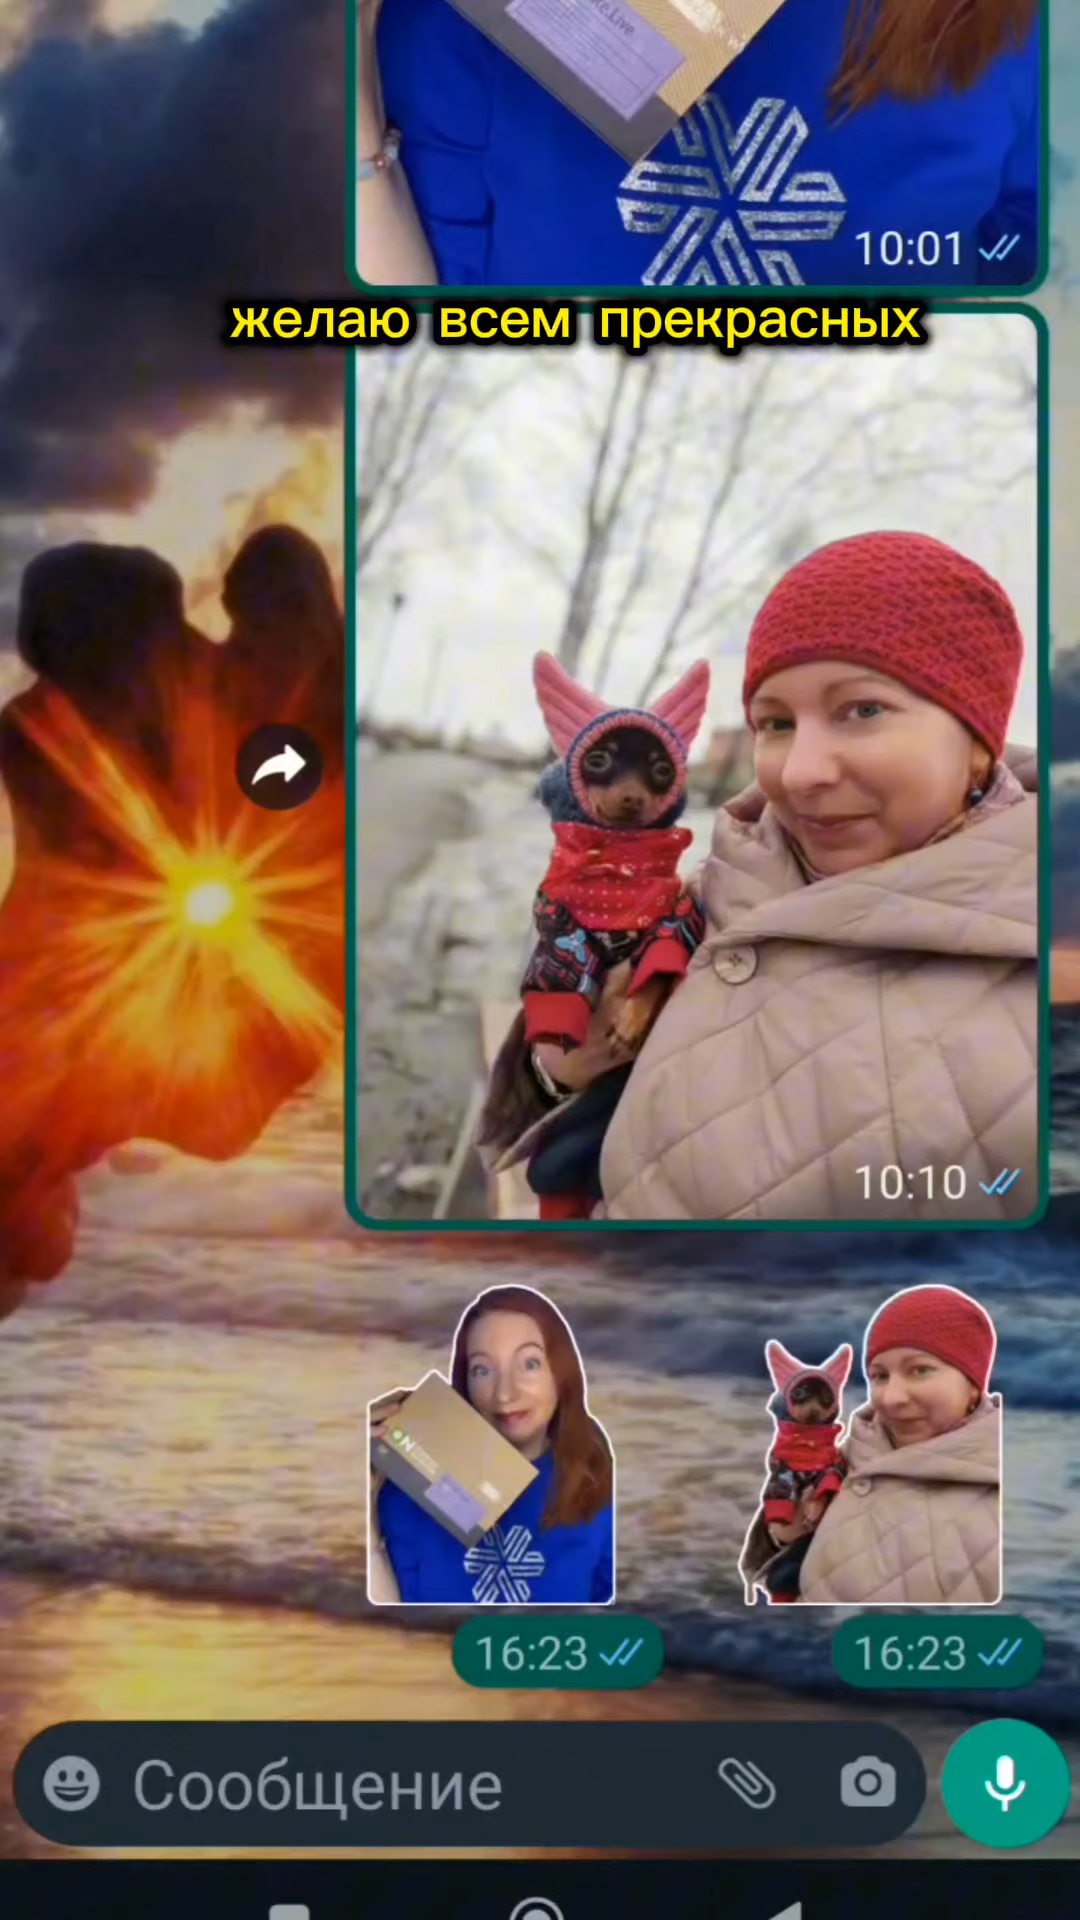 10:01
желаю всем прекрасных
10:10
16:23
16:23
Сообщение